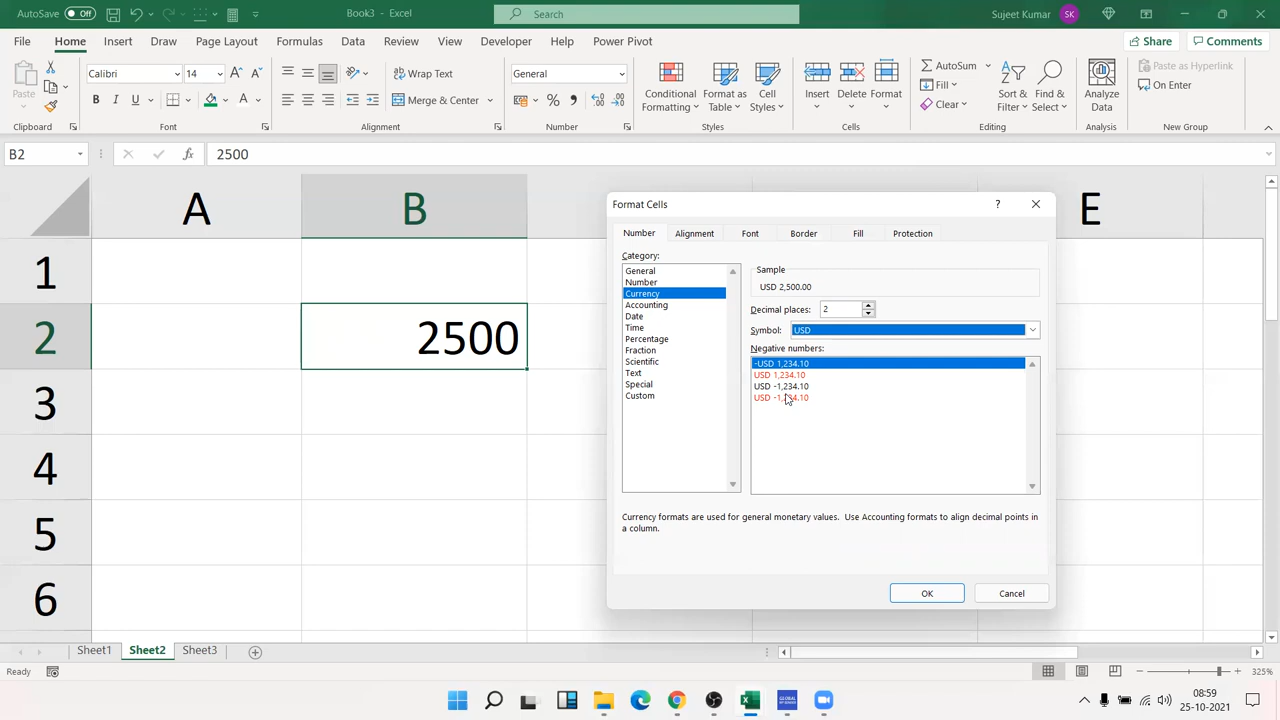 AutoSave Off Book3 - Excel Search Sujeet Kumar SK
File Home Insert Draw Page Layout Formulas Data Review View Developer Help Power Pivot Share Comments
Paste Calibri 14 Wrap Text General Conditional Formatting Format as Table Cell Styles Insert Delete Format AutoSum Fill Clear Sort & Filter Find & Select Analyze Data Paste as Hyperlink On Enter
B I U A Merge & Center % ,
Clipboard Font Alignment Number Styles Cells Editing Analysis New Group
B2 fx 2500
A B E
1
2 2500
3
4
5
6
Format Cells ?
Number Alignment Font Border Fill Protection
Category:
General
Number
Currency
Accounting
Date
Time
Percentage
Fraction
Scientific
Text
Special
Custom
Sample
USD 2,500.00
Decimal places: 2
Symbol: USD
Negative numbers:
-USD 1,234.10
USD 1,234.10
USD -1,234.10
USD -1,234.10
Currency formats are used for general monetary values. Use Accounting formats to align decimal points in
a column.
OK Cancel
Sheet1 Sheet2 Sheet3
Ready 325%
GLOBAL
08:59
25-10-2021